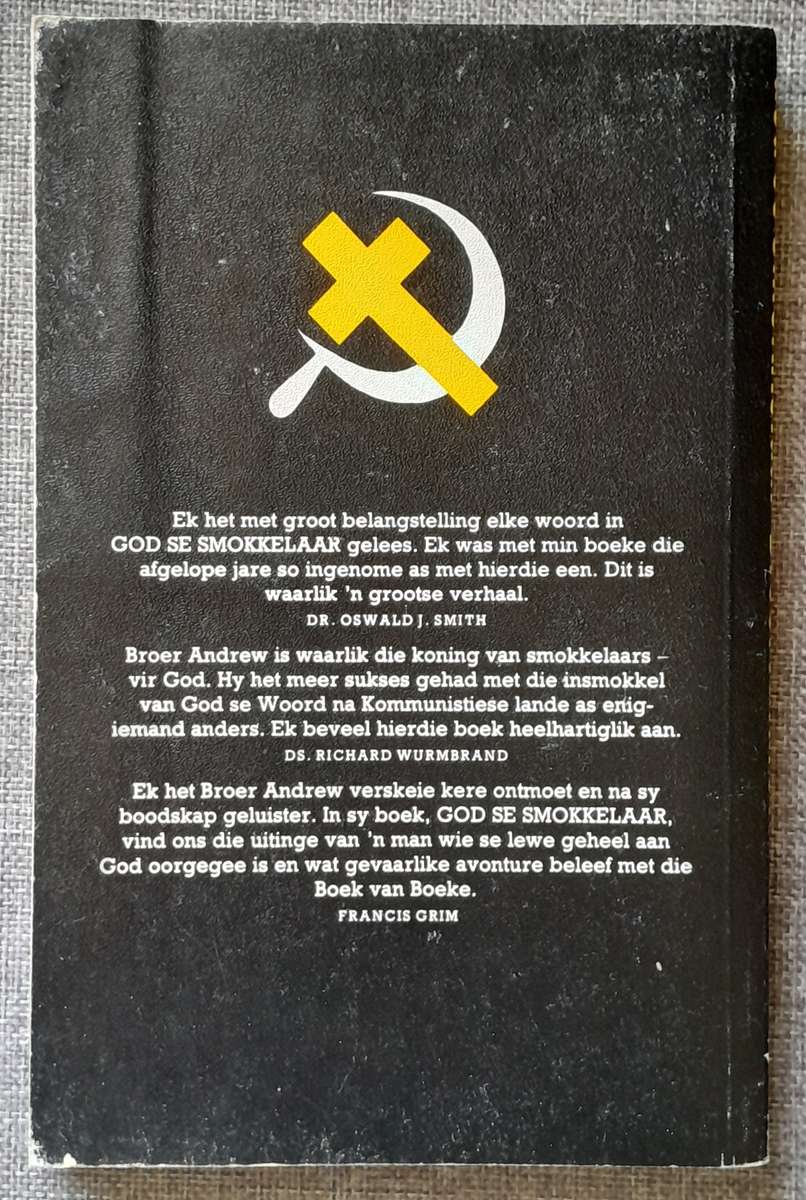 Ek het met groot belangstelling elke woord in
GOD SE SMOKKELAAR gelees. Ek was met min boeke die
afgelope jare so ingenome as met hierdie een. Dit is
waarlik 'n grootse verhaal.
DR. OSWALD J. SMITH
Broer Andrew is waarlik die koning van smokkelaars –
vir God. Hy het meer sukses gehad met die insmokkel
van God se Woord na Kommunistiese lande as enig-
iemand anders. Ek beveel hierdie boek heelhartiglik aan.
DS. RICHARD WURMBRAND
Ek het Broer Andrew verskeie kere ontmoet en na sy
boodskap geluister. In sy boek, GOD SE SMOKKELAAR,
vind ons die uitinge van 'n man wie se lewe geheel aan
God oorgegee is en wat gevaarlike avonture beleef met die
Boek van Boeke.
FRANCIS GRIM